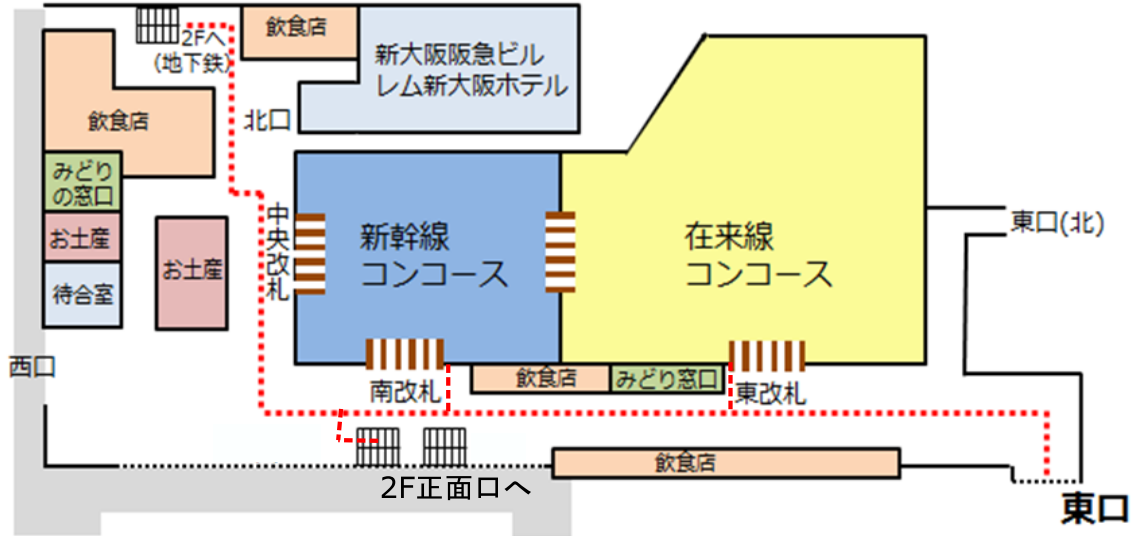 2Fへ
(地下鉄)
飲食店
新大阪阪急ビル
レム新大阪ホテル
飲食店
北口
みどり
の窓口
お土産
待合室
お土産
中央改札
新幹線
コンコース
在来線
コンコース
東口(北)
西口
南改札
飲食店
みどり窓口
東改札
飲食店
2F正面口へ
東口